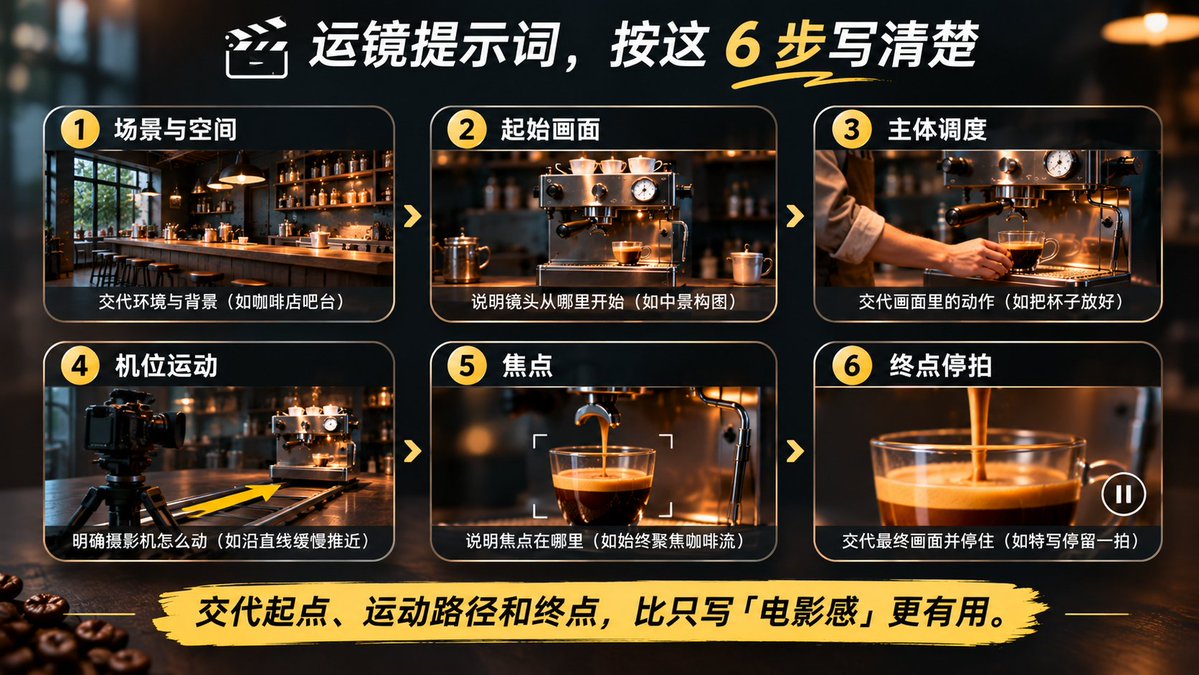 运镜提示词，按这 6 步写清楚
1 场景与空间
交代环境与背景（如咖啡店吧台）
2 起始画面
说明镜头从哪里开始（如中景构图）
3 主体调度
交代画面里的动作（如把杯子放好）
4 机位运动
明确摄影机怎么动（如沿直线缓慢推近）
5 焦点
说明焦点在哪里（如始终聚焦咖啡流）
6 终点停拍
交代最终画面并停住（如特写停留一拍）
交代起点、运动路径和终点，比只写「电影感」更有用。